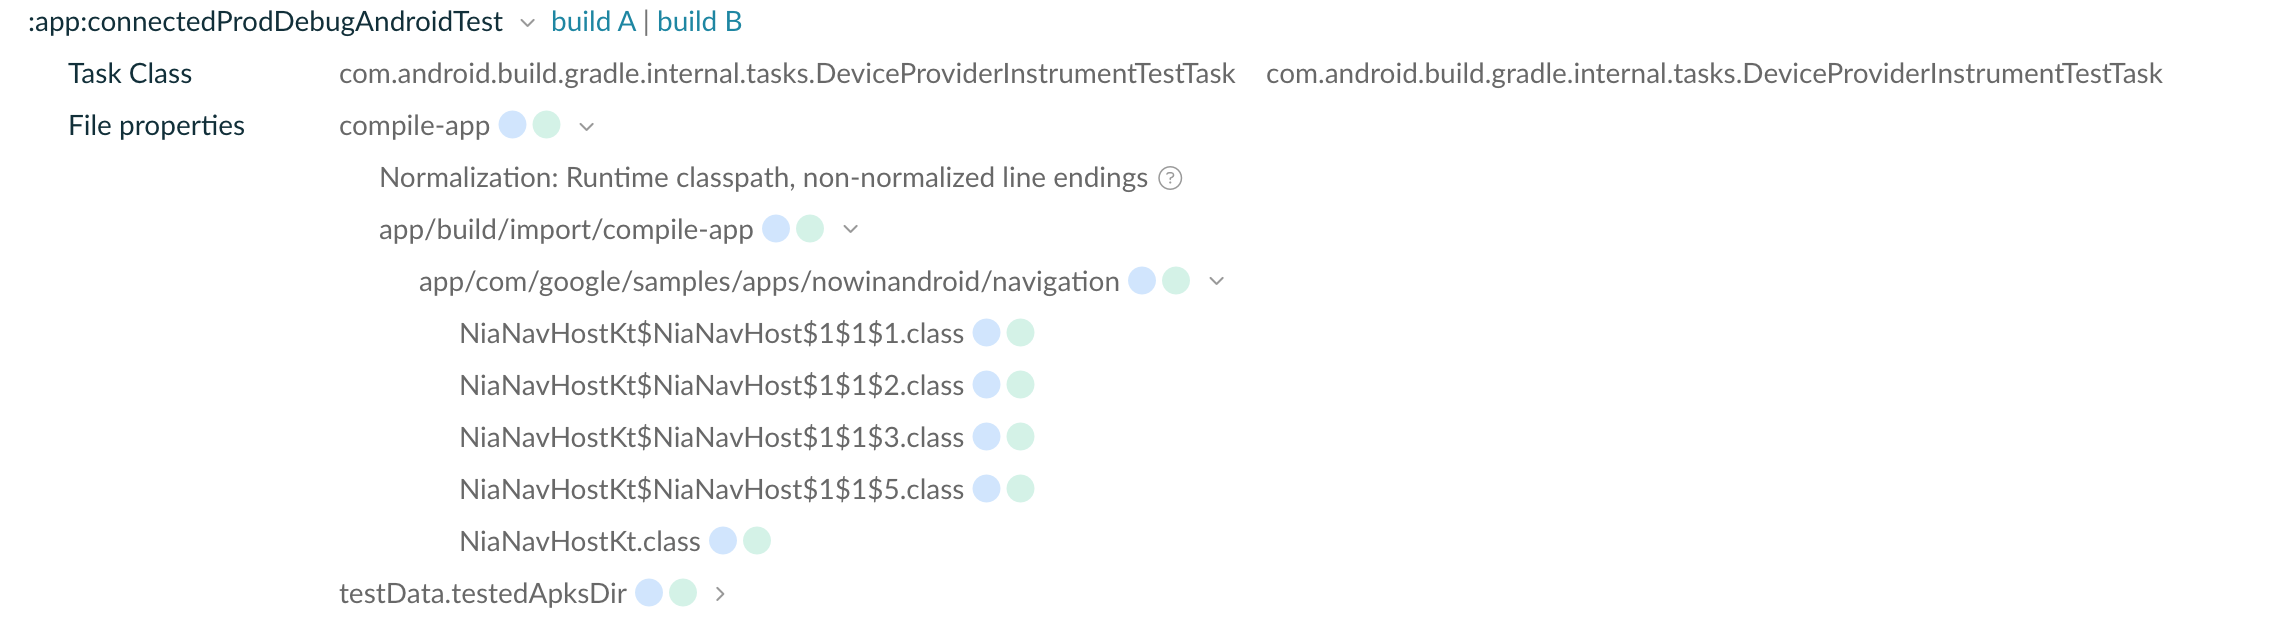 :app:connectedProdDebugAndroidTest build A | build B
Task Class com.android.build.gradle.internal.tasks.DeviceProviderInstrumentTestTask com.android.build.gradle.internal.tasks.DeviceProviderInstrumentTestTask
File properties compile-app
Normalization: Runtime classpath, non-normalized line endings ?
app/build/import/compile-app
app/com/google/samples/apps/nowinandroid/navigation
NiaNavHostKt$NiaNavHost$1$1$1.class
NiaNavHostKt$NiaNavHost$1$1$2.class
NiaNavHostKt$NiaNavHost$1$1$3.class
NiaNavHostKt$NiaNavHost$1$1$5.class
NiaNavHostKt.class
testData.testedApksDir